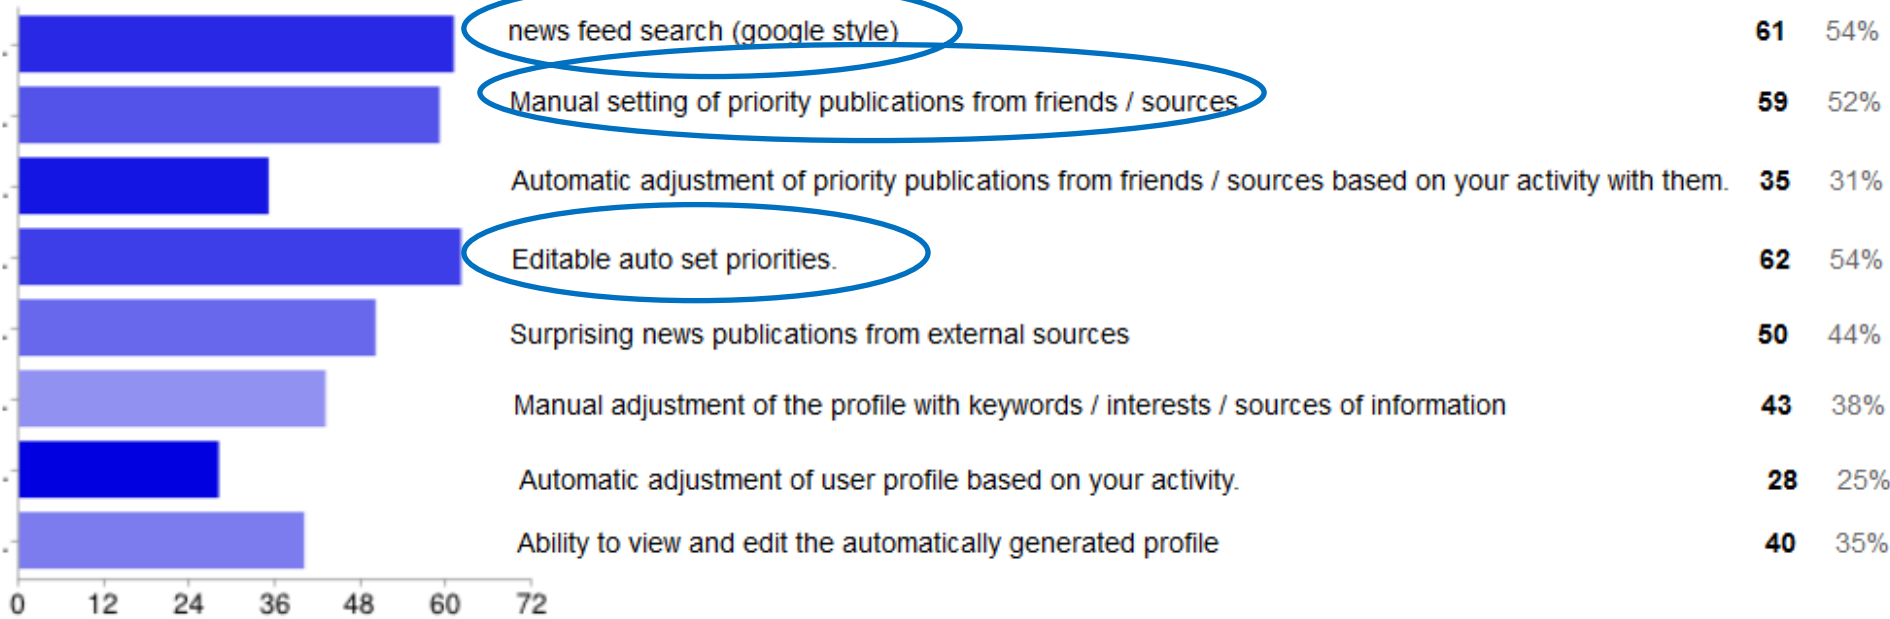 news feed search (google style) 61 54%
Manual setting of priority publications from friends / sources 59 52%
Automatic adjustment of priority publications from friends / sources based on your activity with them. 35 31%
Editable auto set priorities. 62 54%
Surprising news publications from external sources 50 44%
Manual adjustment of the profile with keywords / interests / sources of information 43 38%
Automatic adjustment of user profile based on your activity. 28 25%
Ability to view and edit the automatically generated profile 40 35%
0 12 24 36 48 60 72